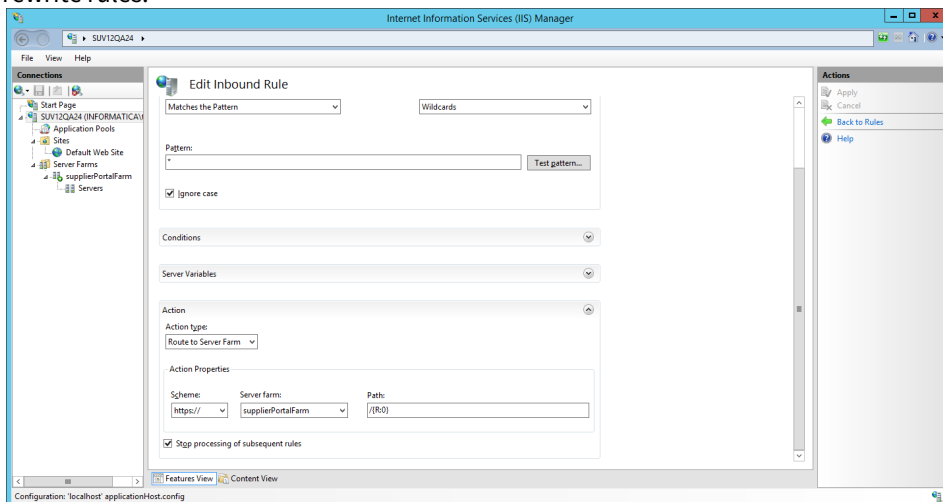 rewrite rules.
Internet Information Services (IIS) Manager
SUV12QA24
File View Help
Connections
Start Page
SUV12QA24 (INFORMATICA\
Application Pools
Sites
Default Web Site
Server Farms
supplierPortalFarm
Servers
Edit Inbound Rule
Matches the Pattern
Wildcards
Pattern:
*
Test pattern...
Ignore case
Conditions
Server Variables
Action
Action type:
Route to Server Farm
Action Properties
Scheme: Server farm: Path:
https:// supplierPortalFarm /{R:0}
Stop processing of subsequent rules
Features View Content View
Actions
Apply
Cancel
Back to Rules
Help
Configuration: 'localhost' applicationHost.config